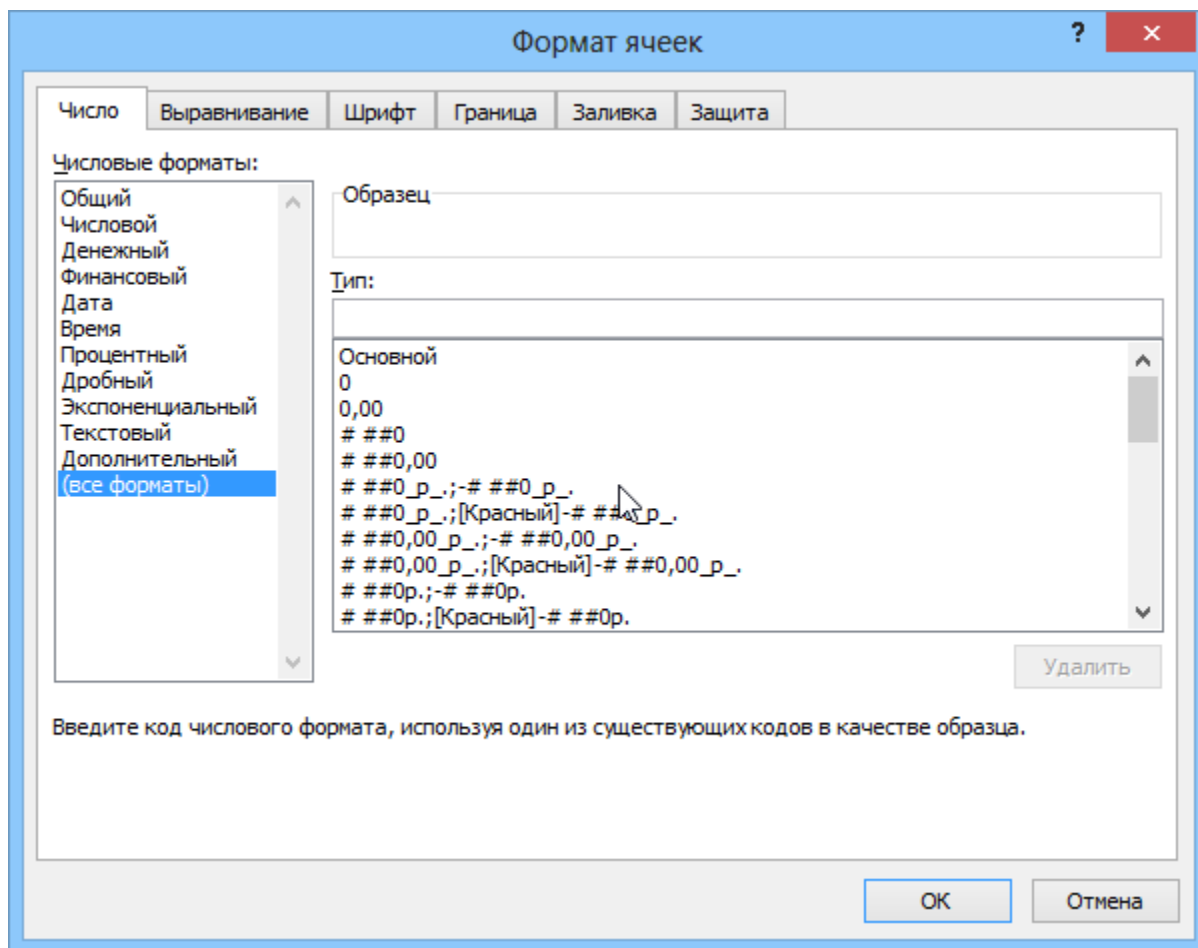 Формат ячеек
?
Число Выравнивание Шрифт Граница Заливка Защита
Числовые форматы:
Общий
Числовой
Денежный
Финансовый
Дата
Время
Процентный
Дробный
Экспоненциальный
Текстовый
Дополнительный
(все форматы)
Образец
Тип:
Основной
0
0,00
# ##0
# ##0,00
# ##0_р_.;-# ##0_р_.
# ##0_р_.;[Красный]-# ##0_р_.
# ##0,00_р_.;-# ##0,00_р_.
# ##0,00_р_.;[Красный]-# ##0,00_р_.
# ##0р.;-# ##0р.
# ##0р.;[Красный]-# ##0р.
Удалить
Введите код числового формата, используя один из существующих кодов в качестве образца.
ОК Отмена